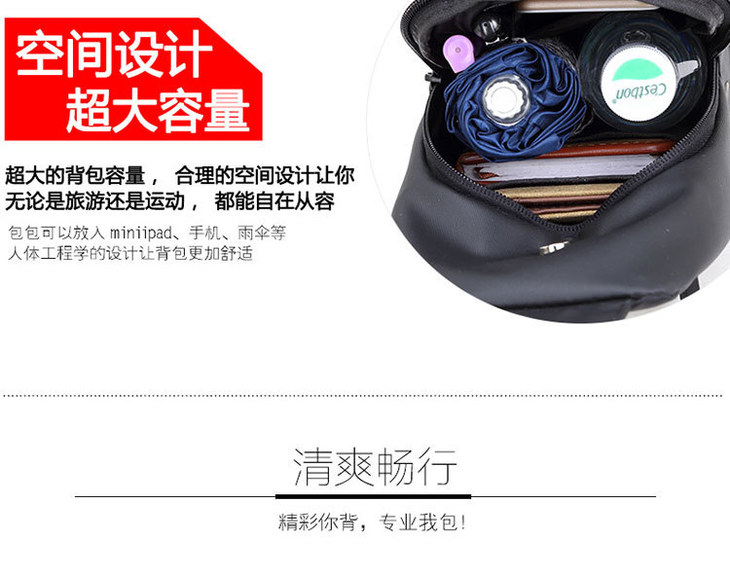 空间设计
超大容量
超大的背包容量， 合理的空间设计让你
无论是旅游还是运动， 都能自在从容
包包可以放入 miniipad、手机、雨伞等
人体工程学的设计让背包更加舒适
Cestbon
清爽畅行
精彩你背，专业我包!